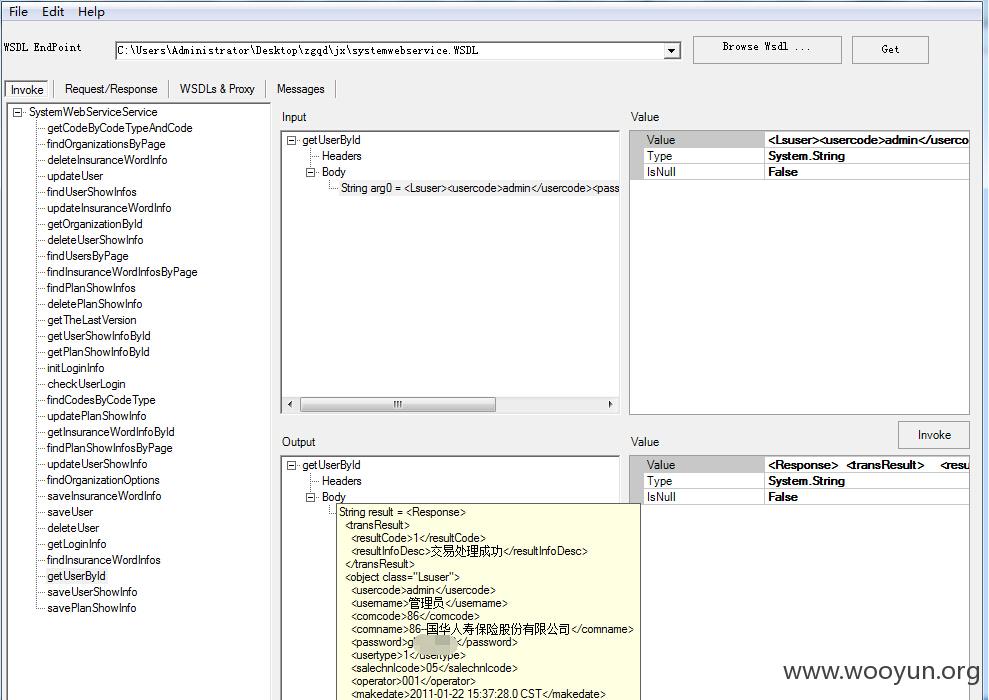 File Edit Help
WSDL EndPoint
C:\Users\Administrator\Desktop\zgqd\jx\systemwebservice.WSDL
Browse Wsdl ...
Get
Invoke
Request/Response
WSDLs & Proxy
Messages
SystemWebServiceService
getCodeByCodeTypeAndCode
findOrganizationsByPage
deleteInsuranceWordInfo
updateUser
findUserShowInfos
updateInsuranceWordInfo
getOrganizationById
deleteUserShowInfo
findUsersByPage
findInsuranceWordInfosByPage
findPlanShowInfos
deletePlanShowInfo
getTheLastVersion
getUserShowInfoById
getPlanShowInfoById
initLoginInfo
checkUserLogin
findCodesByCodeType
updatePlanShowInfo
getInsuranceWordInfoById
findPlanShowInfosByPage
updateUserShowInfo
findOrganizationOptions
saveInsuranceWordInfo
saveUser
deleteUser
getLoginInfo
findInsuranceWordInfos
getUserById
saveUserShowInfo
savePlanShowInfo
Input
getUserById
Headers
Body
String arg0 = <Lsuser><usercode>admin</usercode><pass
Value
Value <Lsuser><usercode>admin</userco
Type System.String
IsNull False
Invoke
Output
getUserById
Headers
Body
String result = <Response>
<transResult>
<resultCode>1</resultCode>
<resultInfoDesc>交易处理成功</resultInfoDesc>
</transResult>
<object class="Lsuser">
<usercode>admin</usercode>
<username>管理员</username>
<comcode>86</comcode>
<comname>86--国华人寿保险股份有限公司</comname>
<password>g</password>
<usertype>1</usertype>
<salechnlcode>05</salechnlcode>
<operator>001</operator>
<makedate>2011-01-22 15:37:28.0 CST</makedate>
Value
Value <Response> <transResult> <resu
Type System.String
IsNull False
www.wooyun.org